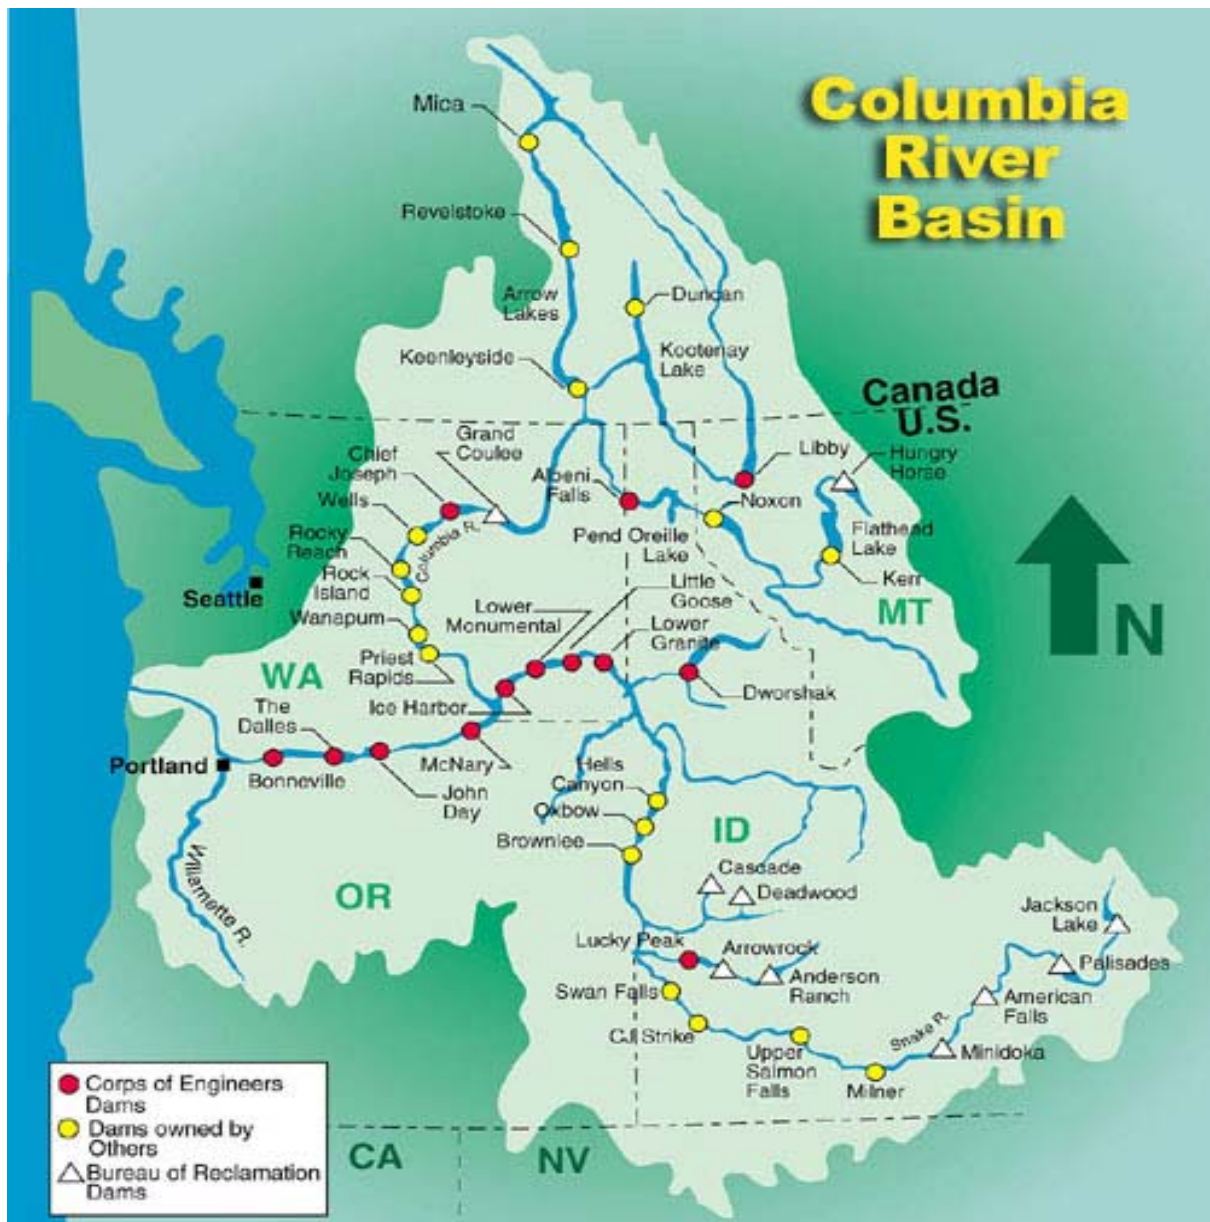 Columbia
River
Basin
Mica
Revelstoke
Arrow
Lakes
Duncan
Keenleyside
Kootenay
Lake
Canada
U.S.
Grand
Coulee
Chief
Joseph
Albeni
Falls
Libby
Hungry
Horse
Wells
Noxon
Rocky
Reach
Columbia R.
Pend Oreille
Lake
Flathead
Lake
Rock
Island
Little
Goose
Kerr
Seattle
Wanapum
Lower
Monumental
Lower
Granite
MT
N
WA
Priest
Rapids
Ice Harbor
Dworshak
The
Dalles
Portland
Bonneville
McNary
John
Day
Hells
Canyon
Oxbow
Brownlee
ID
Cascade
Deadwood
OR
Willamette R.
Jackson
Lake
Lucky Peak
Arrowrock
Palisades
Anderson
Ranch
Swan Falls
American
Falls
CJ Strike
Snake R.
Minidoka
Upper
Salmon
Falls
Milner
Corps of Engineers
Dams
Dams owned by
Others
Bureau of Reclamation
Dams
CA
NV